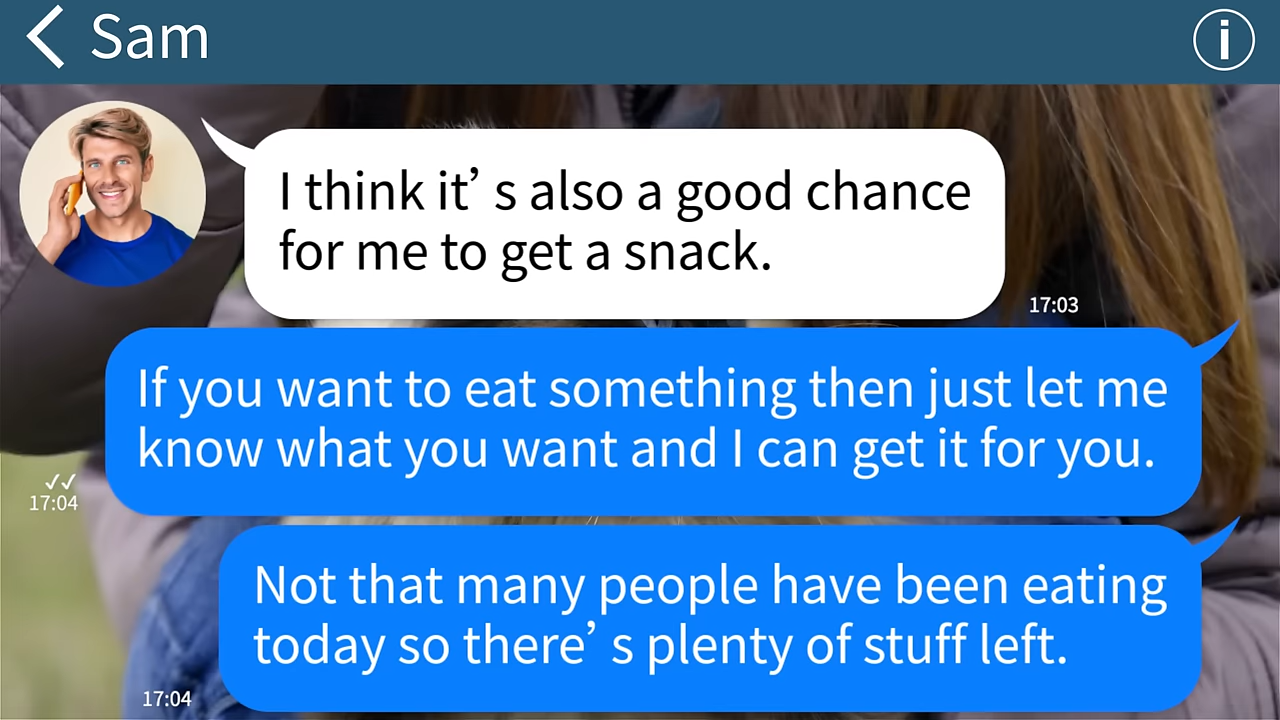 Sam
I think it’s also a good chance
for me to get a snack.
17:03
If you want to eat something then just let me
know what you want and I can get it for you.
17:04
Not that many people have been eating
today so there’s plenty of stuff left.
17:04